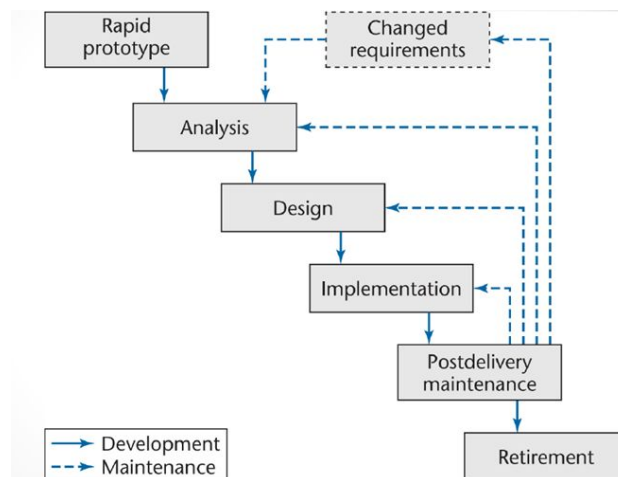 Rapid
prototype
Changed
requirements
Analysis
Design
Implementation
Postdelivery
maintenance
Development
Maintenance
Retirement